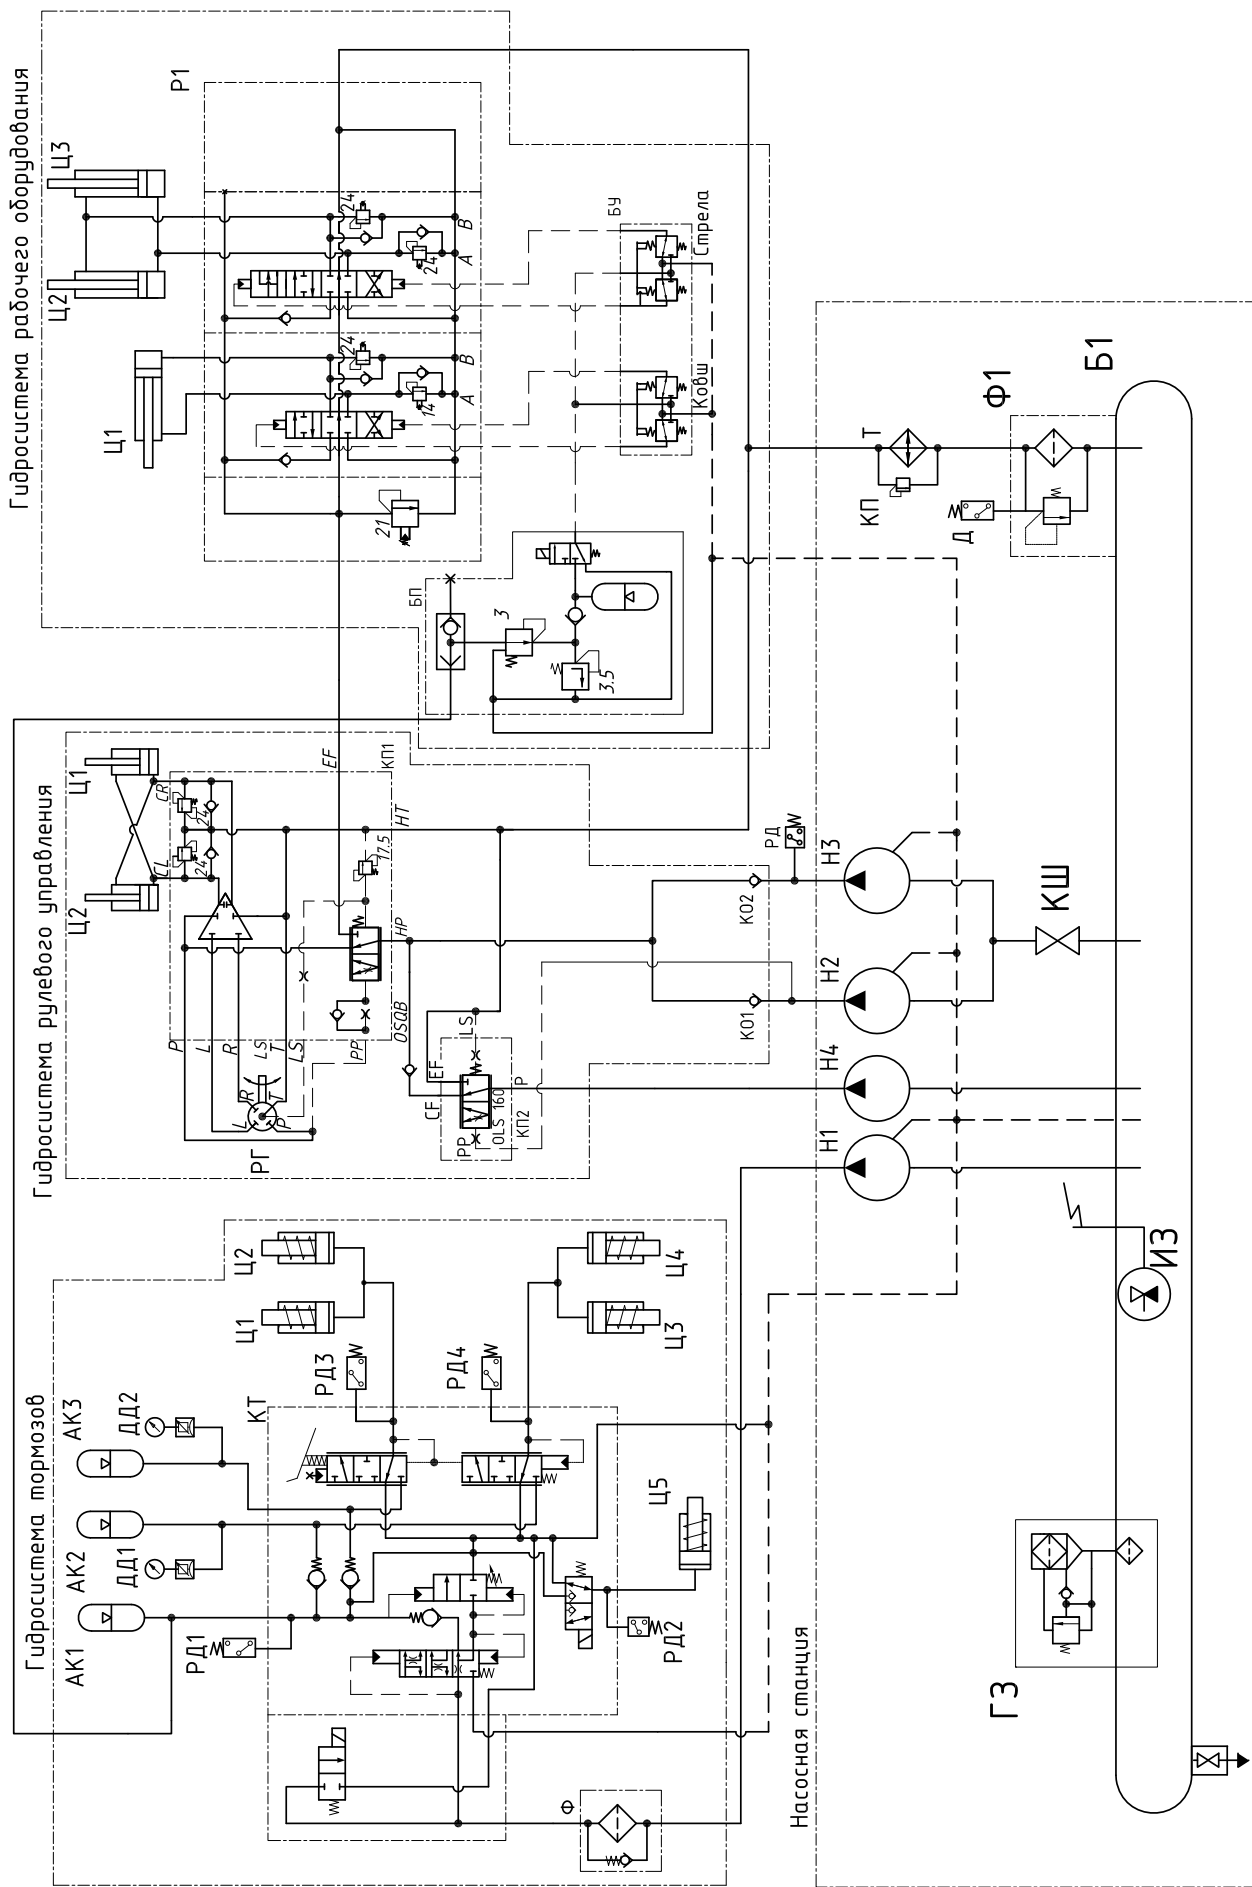 Гидросистема рабочего оборудования
Р1
Ц3
Ц2
24
24
B
A
24
14
B
A
Ц1
21
БУ
Стрела
Ковш
БП
3
3.5
Гидросистема рулевого управления
Ц1
Ц2
CR
CL
24
24
EF
КП1
HT
17.5
HP
P
L
R
LS
T
LS
PP
OSQB
R
L
T
P
РГ
EF
LS
CF
P
PP
OLS 160
КП2
КО2
КО1
РД
Н3
Н2
Н4
Н1
КШ
Т
КП
Д
Ф1
Б1
Гидросистема тормозов
АК3
ДД2
АК2
ДД1
АК1
РД1
Ц2
Ц1
РД3
КТ
РД4
Ц4
Ц3
Ц5
РД2
Ф
Насосная станция
ИЗ
ГЗ